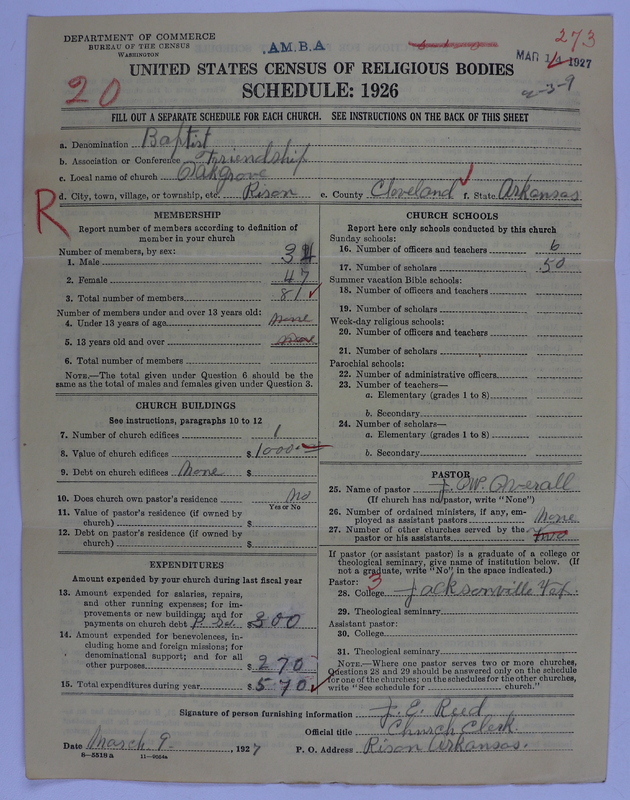 DEPARTMENT OF COMMERCE
BUREAU OF THE CENSUS
WASHINGTON
A.M.B.A
273
MAR 1927
2-3-9
20
UNITED STATES CENSUS OF RELIGIOUS BODIES
SCHEDULE: 1926
FILL OUT A SEPARATE SCHEDULE FOR EACH CHURCH. SEE INSTRUCTIONS ON THE BACK OF THIS SHEET
a. Denomination Baptist
b. Association or Conference Friendship
c. Local name of church Oakgrove
d. City, town, village, or township, etc. Rison e. County Cleveland f. State Arkansas
R
MEMBERSHIP
Report number of members according to definition of
member in your church
Number of members, by sex:
1. Male 34
2. Female 47
3. Total number of members 81
Number of members under and over 13 years old:
4. Under 13 years of age None
5. 13 years old and over None
6. Total number of members
NOTE.—The total given under Question 6 should be the
same as the total of males and females given under Question 3.
CHURCH BUILDINGS
See instructions, paragraphs 10 to 12
7. Number of church edifices 1
8. Value of church edifices $1000.
9. Debt on church edifices None $
10. Does church own pastor's residence No
Yes or No
11. Value of pastor's residence (if owned by
church) $
12. Debt on pastor's residence (if owned by
church) $
EXPENDITURES
Amount expended by your church during last fiscal year
13. Amount expended for salaries, repairs,
and other running expenses; for im-
provements or new buildings; and for
payments on church debt $300
14. Amount expended for benevolences, in-
cluding home and foreign missions; for
denominational support; and for all
other purposes $270
15. Total expenditures during year $570
CHURCH SCHOOLS
Report here only schools conducted by this church
Sunday schools:
16. Number of officers and teachers 6
17. Number of scholars 50
Summer vacation Bible schools:
18. Number of officers and teachers
19. Number of scholars
Week-day religious schools:
20. Number of officers and teachers
21. Number of scholars
Parochial schools:
22. Number of administrative officers
23. Number of teachers—
a. Elementary (grades 1 to 8)
b. Secondary
24. Number of scholars—
a. Elementary (grades 1 to 8)
b. Secondary
PASTOR
25. Name of pastor J. W. Overall
(If church has no pastor, write "None")
26. Number of ordained ministers, if any, em-
ployed as assistant pastors None
27. Number of other churches served by the
pastor or his assistants two
If pastor (or assistant pastor) is a graduate of a college or
theological seminary, give name of institution below. (If
not a graduate, write "No" in the space indicated.)
Pastor: 3
28. College Jacksonville Tex.
29. Theological seminary
Assistant pastor:
30. College
31. Theological seminary
NOTE.—Where one pastor serves two or more churches,
Questions 28 and 29 should be answered only on the schedule
for one of the churches; on the schedules for the other churches,
write "See schedule for church."
Signature of person furnishing information J. E. Reed
Official title Church Clerk
Date March 9, 1927 P. O. Address Rison Arkansas.
8-5518a 11-9554a